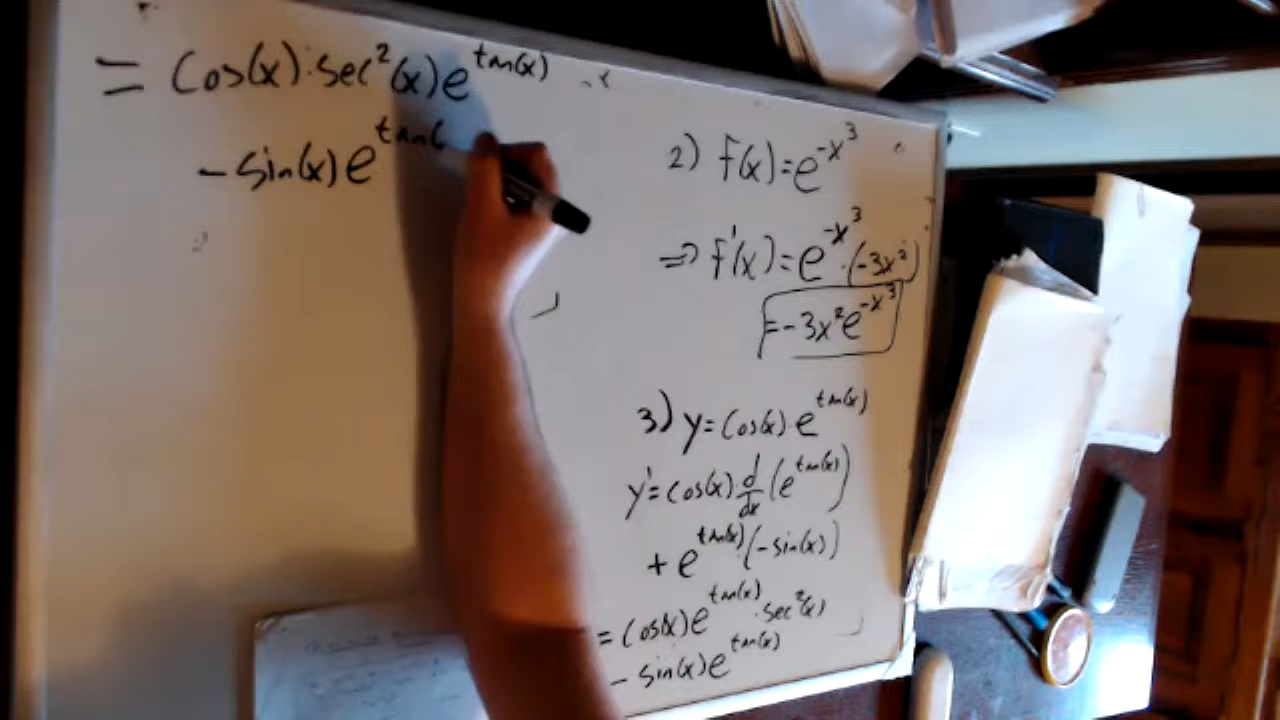 = cos(x)·sec²(x)e^tan(x)
- sin(x)e^tan(
2) f(x)=e^-x³
⇒ f'(x)=e^-x³·(-3x²)
=-3x²e^-x³
3) y=cos(x)·e^tan(x)
y'=cos(x)·d/dx(e^tan(x))
+ e^tan(x)(-sin(x))
= cos(x)e^tan(x)·sec²(x)
- sin(x)e^tan(x)